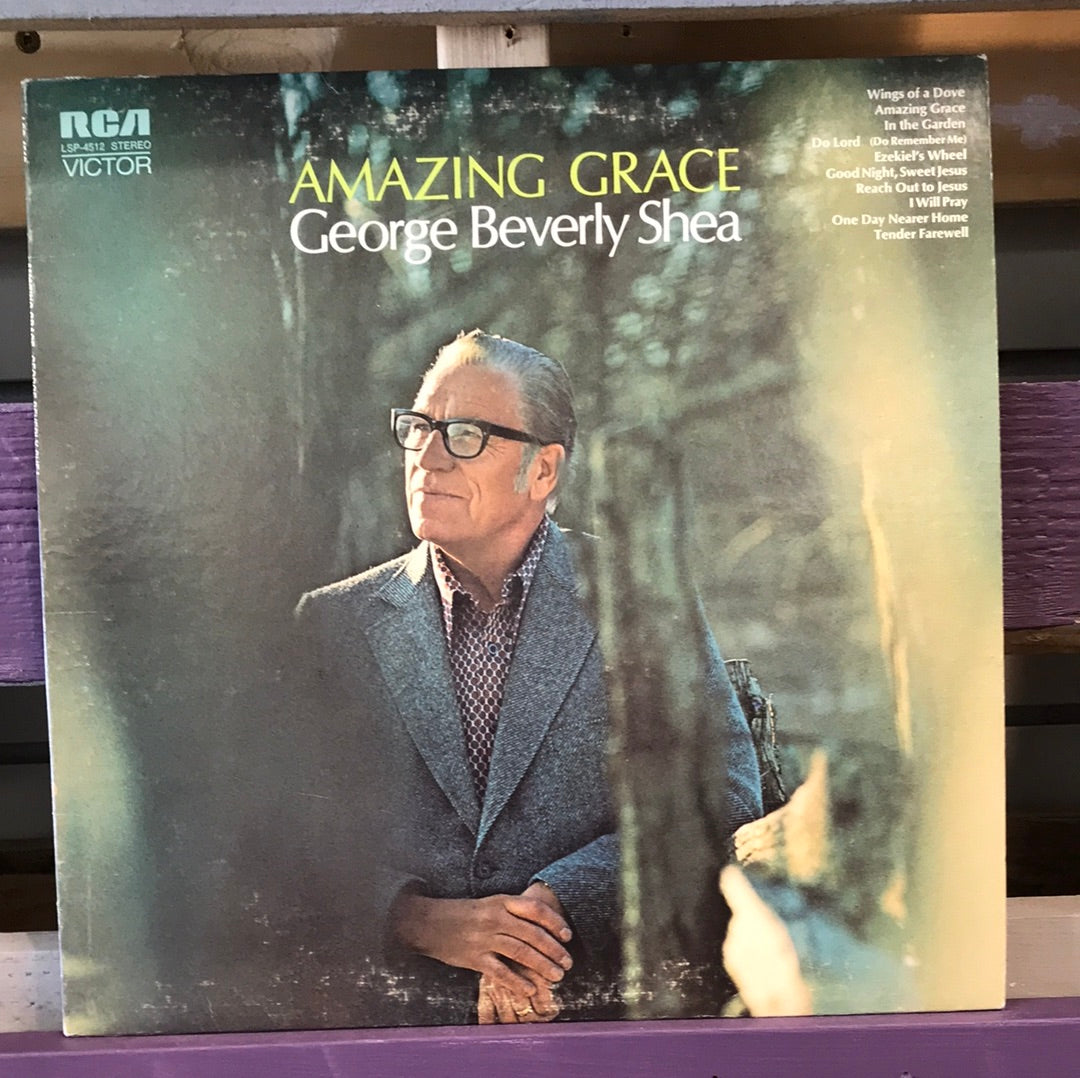 RCA
LSP-4512 STEREO
VICTOR
AMAZING GRACE
George Beverly Shea
Wings of a Dove
Amazing Grace
In the Garden
Do Lord (Do Remember Me)
Ezekiel's Wheel
Good Night, Sweet Jesus
Reach Out to Jesus
I Will Pray
One Day Nearer Home
Tender Farewell